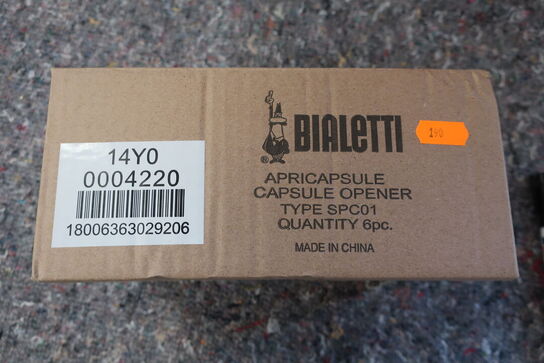 14Y0
0004220
18006363029206
BIALETTI
®
APRICAPSULE
CAPSULE OPENER
TYPE SPC01
QUANTITY 6pc.
MADE IN CHINA
190